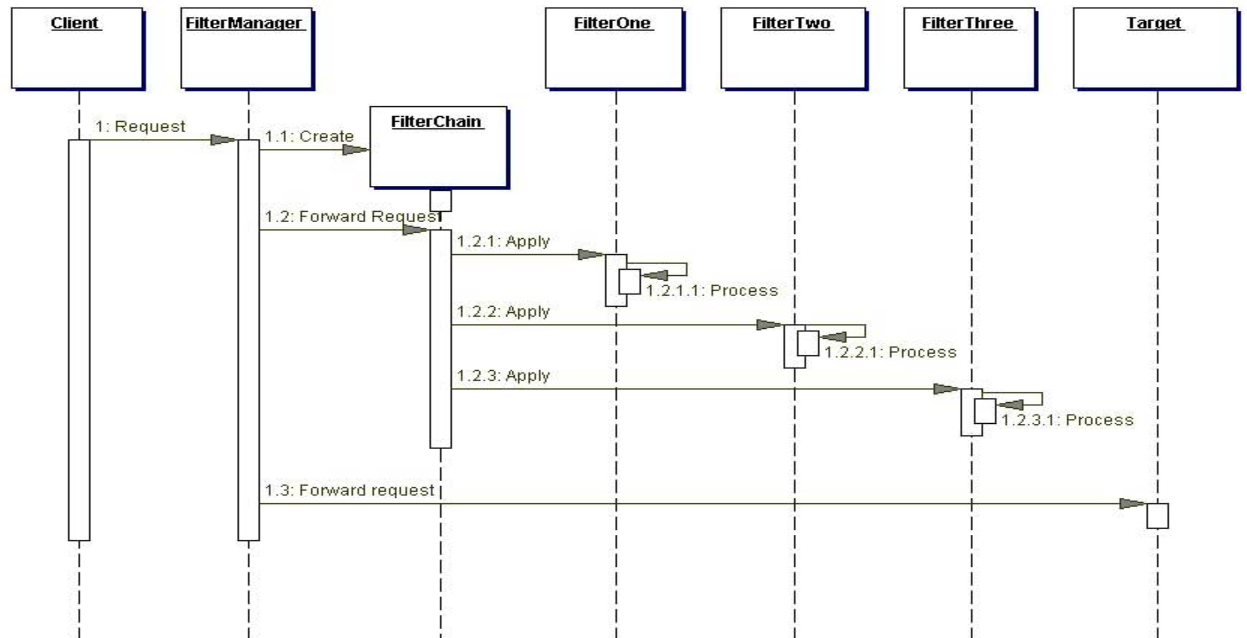 Client
FilterManager
FilterOne
FilterTwo
FilterThree
Target
FilterChain
1: Request
1.1: Create
1.2: Forward Request
1.2.1: Apply
1.2.1.1: Process
1.2.2: Apply
1.2.2.1: Process
1.2.3: Apply
1.2.3.1: Process
1.3: Forward request